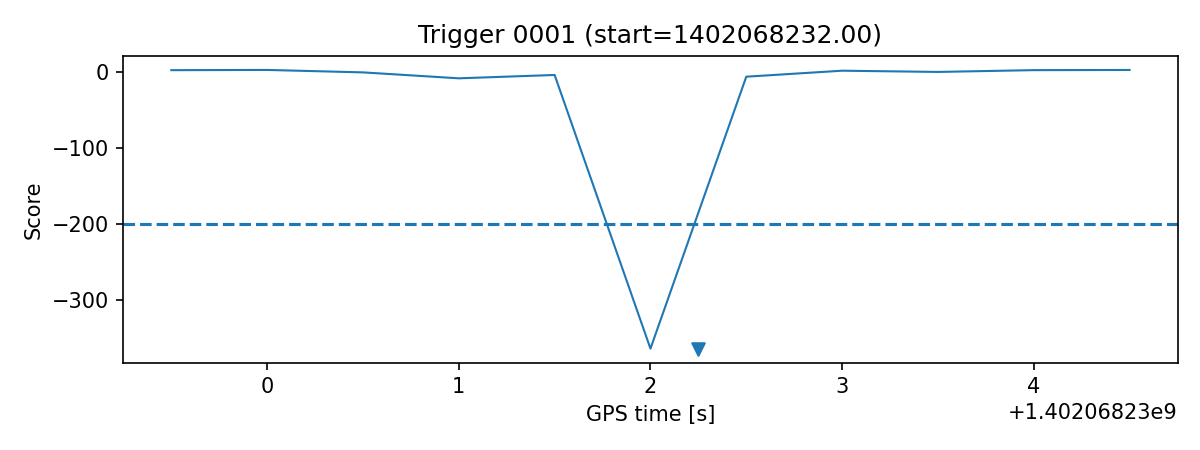 Trigger 0001 (start=1402068232.00)
0
−100
−200
−300
Score
0 1 2 3 4
GPS time [s]
+1.40206823e9